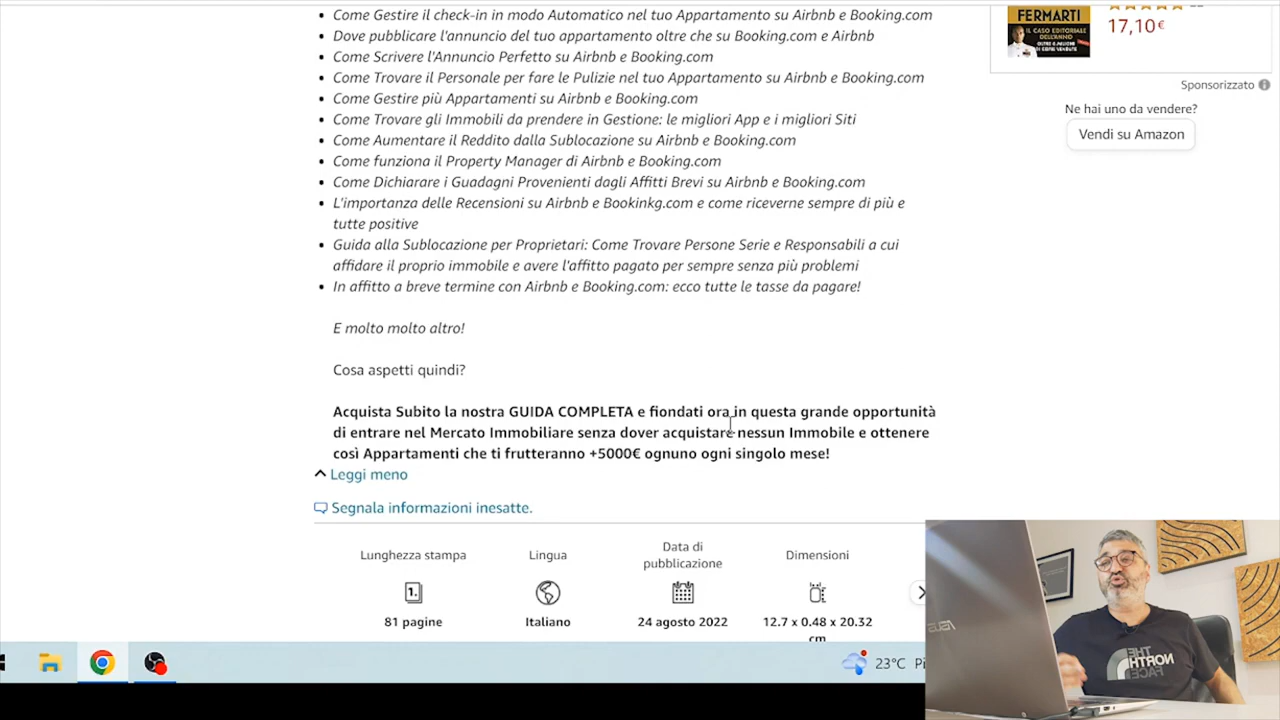 Come Gestire il check-in in modo Automatico nel tuo Appartamento su Airbnb e Booking.com
Dove pubblicare l'annuncio del tuo appartamento oltre che su Booking.com e Airbnb
Come Scrivere l'Annuncio Perfetto su Airbnb e Booking.com
Come Trovare il Personale per fare le Pulizie nel tuo Appartamento su Airbnb e Booking.com
Come Gestire più Appartamenti su Airbnb e Booking.com
Come Trovare gli Immobili da prendere in Gestione: le migliori App e i migliori Siti
Come Aumentare il Reddito dalla Sublocazione su Airbnb e Booking.com
Come funziona il Property Manager di Airbnb e Booking.com
Come Dichiarare i Guadagni Provenienti dagli Affitti Brevi su Airbnb e Booking.com
L'importanza delle Recensioni su Airbnb e Bookinkg.com e come riceverne sempre di più e
tutte positive
Guida alla Sublocazione per Proprietari: Come Trovare Persone Serie e Responsabili a cui
affidare il proprio immobile e avere l'affitto pagato per sempre senza più problemi
In affitto a breve termine con Airbnb e Booking.com: ecco tutte le tasse da pagare!
E molto molto altro!
Cosa aspetti quindi?
Acquista Subito la nostra GUIDA COMPLETA e fiondati ora in questa grande opportunità
di entrare nel Mercato Immobiliare senza dover acquistare nessun Immobile e ottenere
così Appartamenti che ti frutteranno +5000€ ognuno ogni singolo mese!
Leggi meno
Segnala informazioni inesatte.
Lunghezza stampa
81 pagine
Lingua
Italiano
Data di
pubblicazione
24 agosto 2022
Dimensioni
12.7 x 0.48 x 20.32
cm
FERMARTI
IL CASO EDITORIALE
DELL'ANNO
17,10€
Sponsorizzato
Ne hai uno da vendere?
Vendi su Amazon
23°C
ASUS
THE
NORTH
FACE